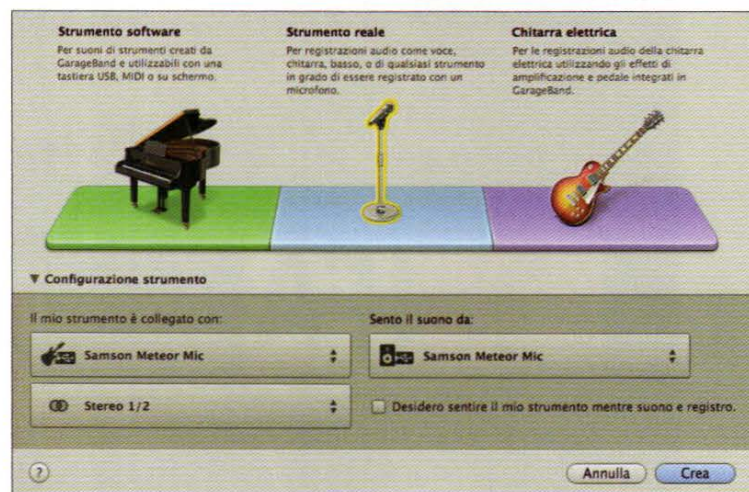 Strumento software
Per suoni di strumenti creati da
GarageBand e utilizzabili con una
tastiera USB, MIDI o su schermo.
Strumento reale
Per registrazioni audio come voce,
chitarra, basso, o di qualsiasi strumento
in grado di essere registrato con un
microfono.
Chitarra elettrica
Per le registrazioni audio della chitarra
elettrica utilizzando gli effetti di
amplificazione e pedale integrati in
GarageBand.
▼ Configurazione strumento
Il mio strumento è collegato con:
Samson Meteor Mic
Stereo 1/2
Sento il suono da:
Samson Meteor Mic
Desidero sentire il mio strumento mentre suono e registro.
?
Annulla
Crea